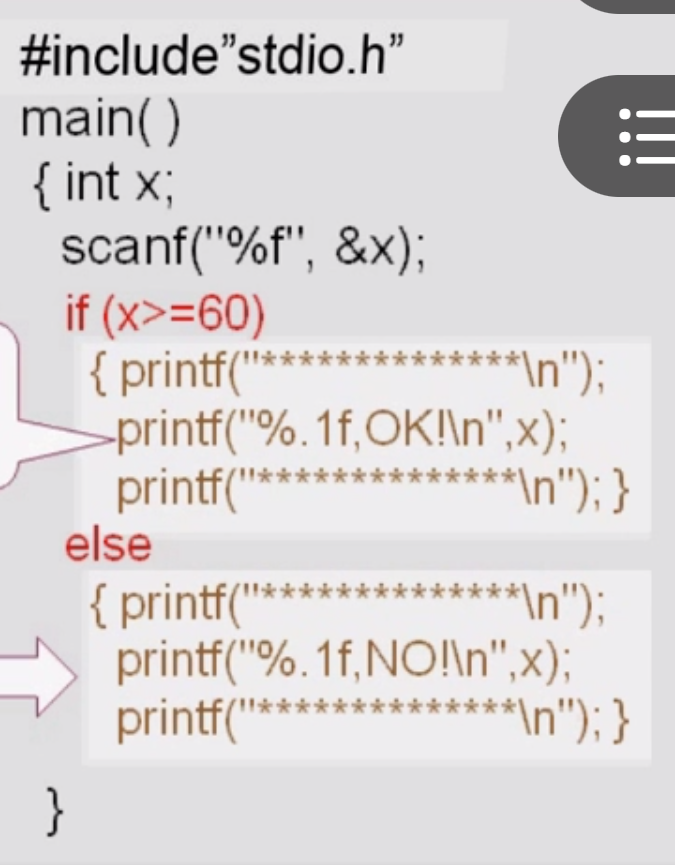 #include”stdio.h”
main( )
{ int x;
scanf("%f", &x);
if (x>=60)
{ printf("**************\n");
printf("%.1f,OK!\n",x);
printf("**************\n"); }
else
{ printf("**************\n");
printf("%.1f,NO!\n",x);
printf("**************\n"); }
}